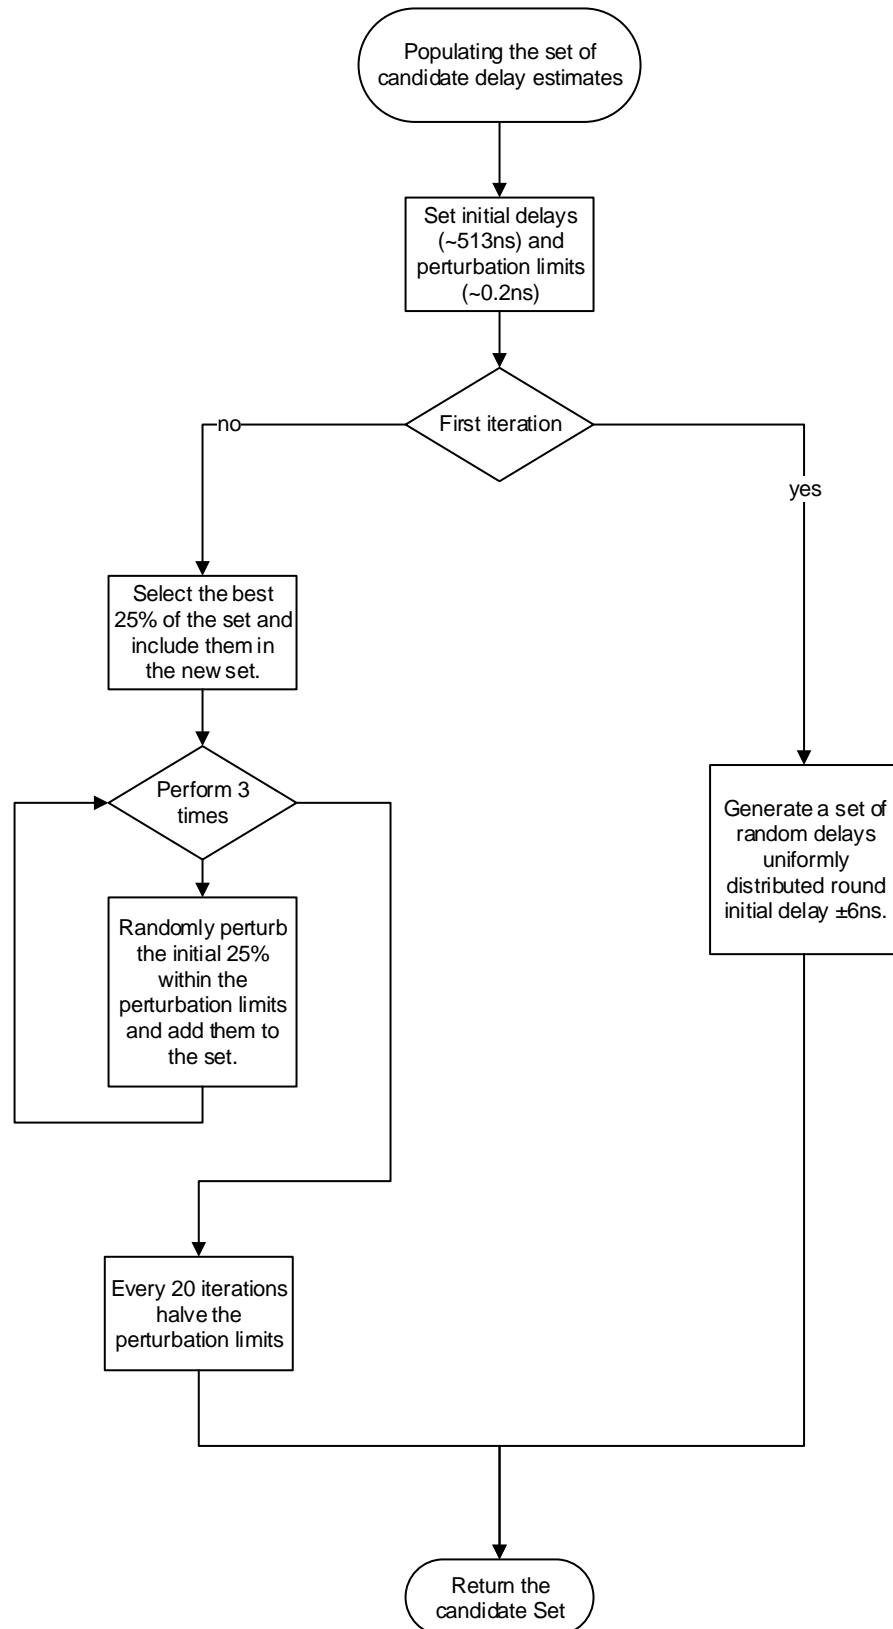 Populating the set of
candidate delay estimates
Set initial delays
(~513ns) and
perturbation limits
(~0.2ns)
First iteration
no
yes
Select the best
25% of the set and
include them in
the new set.
Perform 3
times
Generate a set of
random delays
uniformly
distributed round
initial delay ±6ns.
Randomly perturb
the initial 25%
within the
perturbation limits
and add them to
the set.
Every 20 iterations
halve the
perturbation limits
Return the
candidate Set